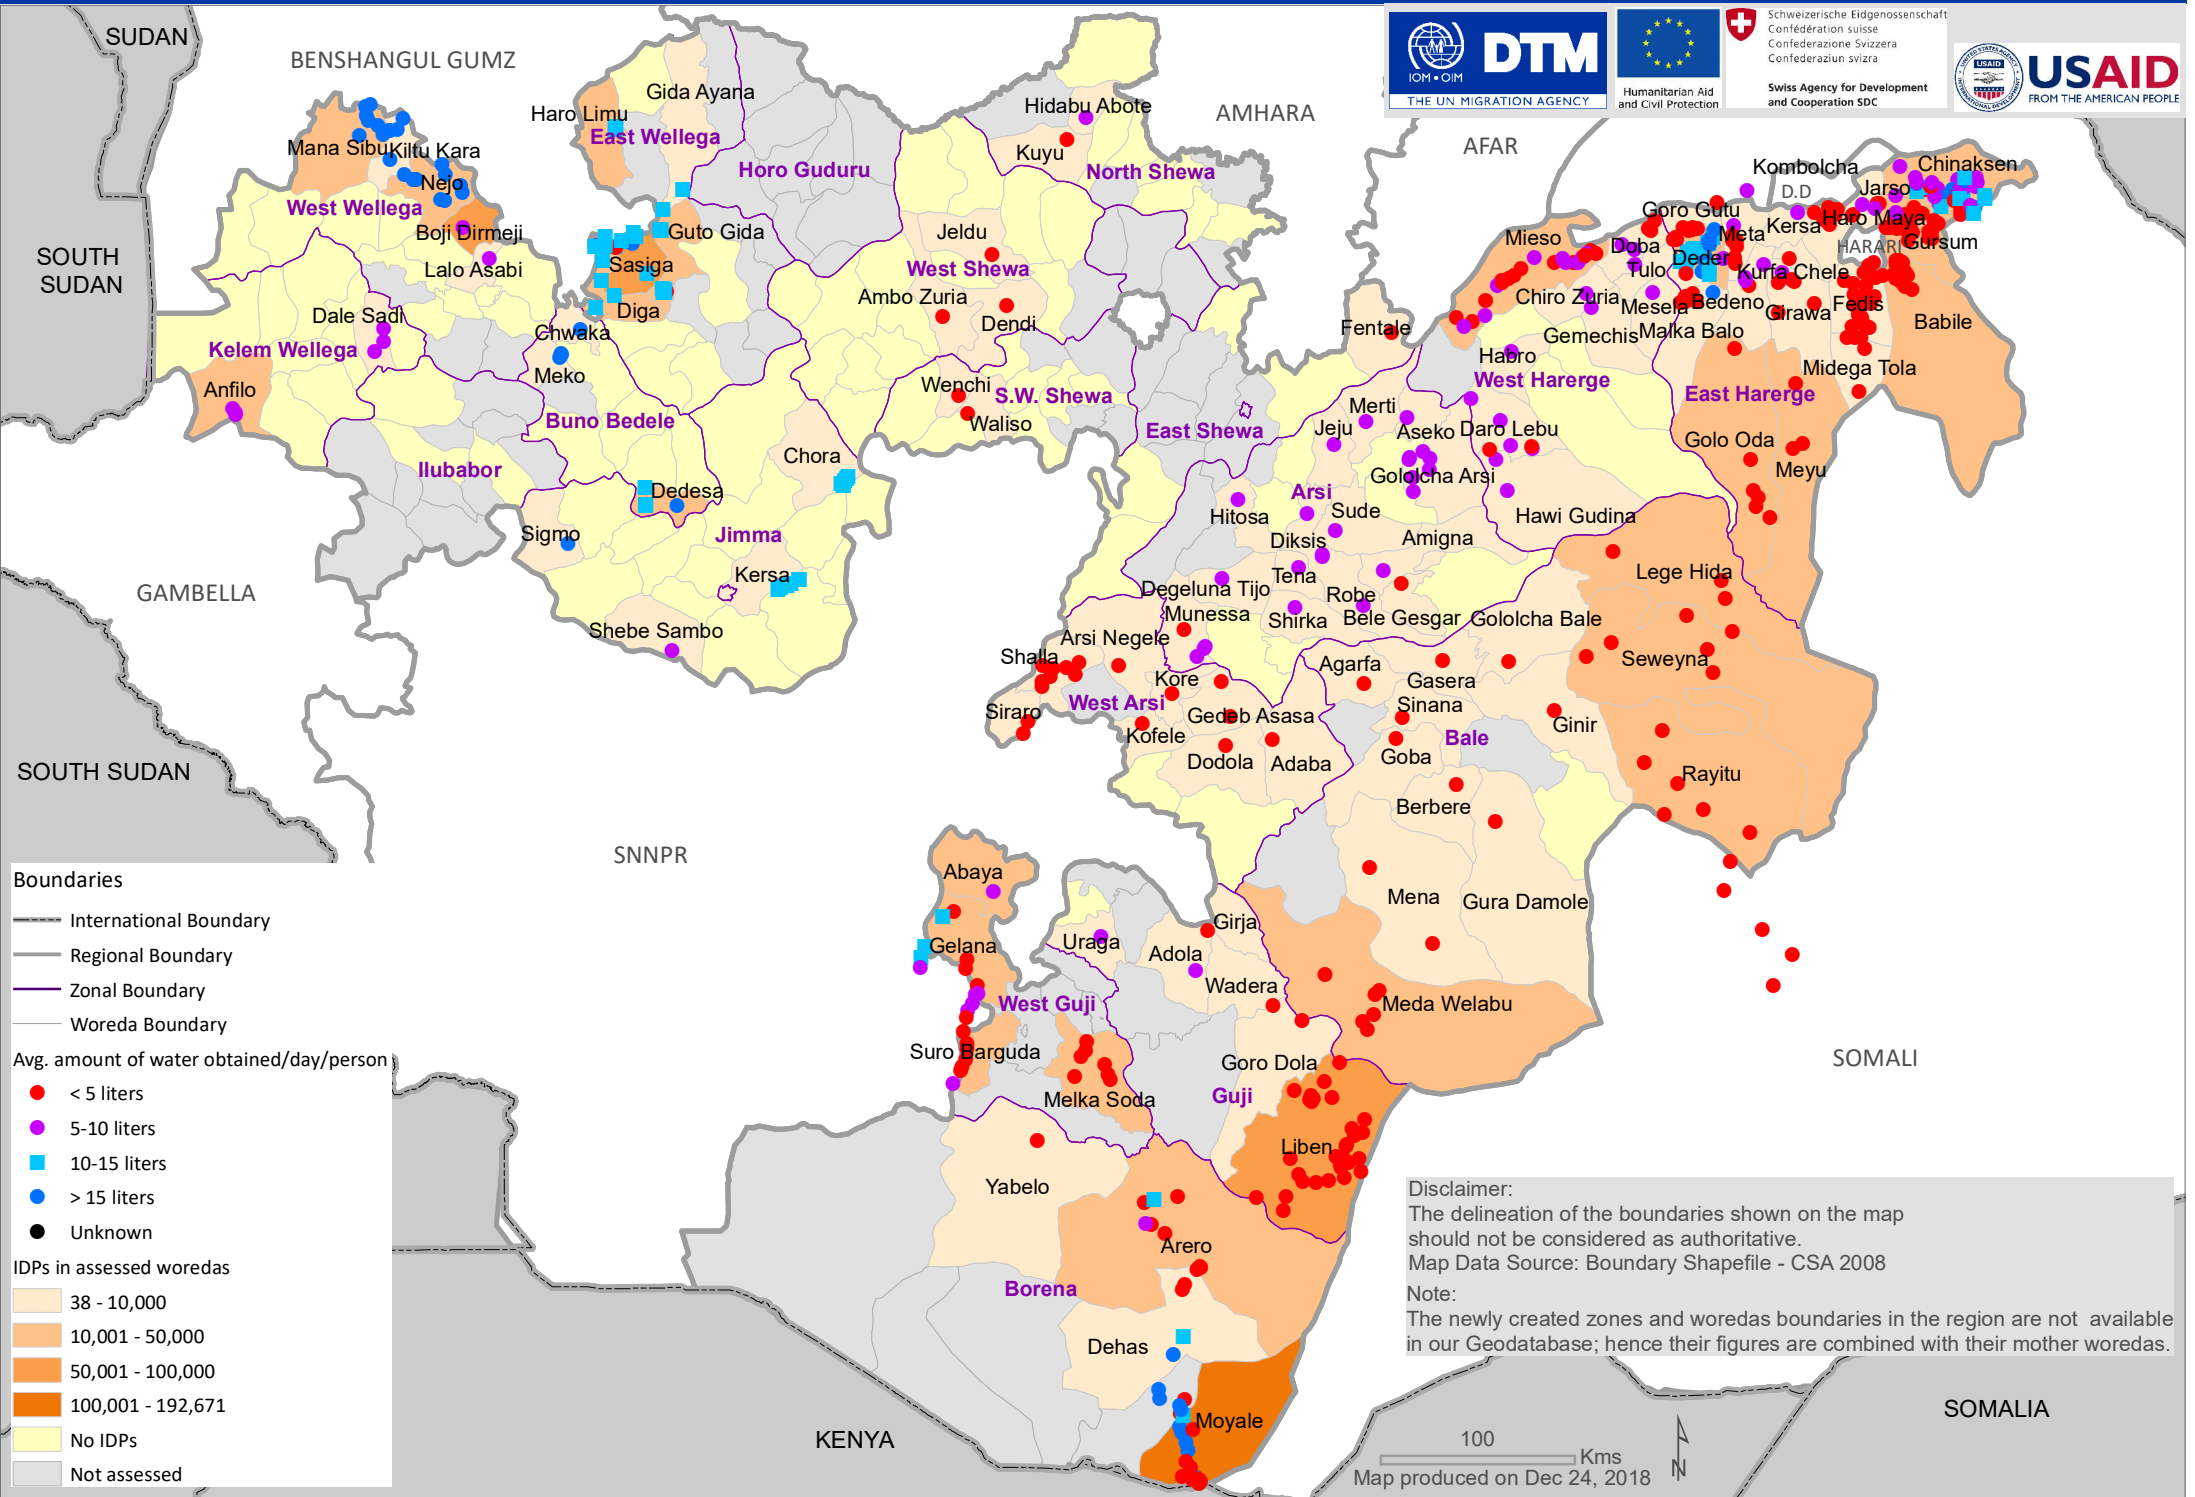 SUDAN
BENSHANGUL GUMZ
AMHARA
AFAR
IOM • OIM
DTM
THE UN MIGRATION AGENCY
Humanitarian Aid
and Civil Protection
Schweizerische Eidgenossenschaft
Confédération suisse
Confederazione Svizzera
Confederaziun svizra
Swiss Agency for Development
and Cooperation SDC
USAID
USAID
FROM THE AMERICAN PEOPLE
Gida Ayana
Haro Limu
East Wellega
Hidabu Abote
Kuyu
North Shewa
Horo Guduru
Mana Sibu
Kiltu Kara
Nejo
West Wellega
Boji Dirmeji
Lalo Asabi
Guto Gida
Sasiga
Diga
Jeldu
West Shewa
Ambo Zuria
Dendi
Kombolcha
D.D
Chinaksen
Jarso
Goro Gutu
Meta
Kersa
Haro Maya
HARARI
Gursum
Mieso
Doba
Deder
Tulo
Kurfa Chele
Chiro Zuria
Mesela
Bedeno
Girawa
Fedis
Babile
Gemechis
Malka Balo
Fentale
Habro
West Harerge
Midega Tola
East Harerge
SOUTH
SUDAN
Dale Sadi
Kelem Wellega
Anfilo
Chwaka
Meko
Buno Bedele
Ilubabor
Wenchi
S.W. Shewa
Waliso
East Shewa
Merti
Jeju
Aseko
Daro Lebu
Gololcha Arsi
Golo Oda
Meyu
Chora
Dedesa
Sigmo
Jimma
Kersa
Shebe Sambo
Arsi
Hitosa
Sude
Diksis
Amigna
Hawi Gudina
Tena
Degeluna Tijo
Robe
Munessa
Shirka
Bele Gesgar
Gololcha Bale
Lege Hida
Seweyna
GAMBELLA
Arsi Negele
Shalla
Kore
West Arsi
Siraro
Kofele
Gedeb Asasa
Dodola
Adaba
Agarfa
Gasera
Sinana
Goba
Bale
Ginir
Berbere
Rayitu
SOUTH SUDAN
SNNPR
Mena
Gura Damole
Abaya
Gelana
Uraga
Girja
Adola
Wadera
West Guji
Meda Welabu
Suro Barguda
Melka Soda
Goro Dola
Guji
Liben
SOMALI
Yabelo
Arero
Borena
Dehas
Moyale
KENYA
SOMALIA
Boundaries
International Boundary
Regional Boundary
Zonal Boundary
Woreda Boundary
Avg. amount of water obtained/day/person
< 5 liters
5-10 liters
10-15 liters
> 15 liters
Unknown
IDPs in assessed woredas
38 - 10,000
10,001 - 50,000
50,001 - 100,000
100,001 - 192,671
No IDPs
Not assessed
Disclaimer:
The delineation of the boundaries shown on the map
should not be considered as authoritative.
Map Data Source: Boundary Shapefile - CSA 2008
Note:
The newly created zones and woredas boundaries in the region are not available
in our Geodatabase; hence their figures are combined with their mother woredas.
100
Kms
N
Map produced on Dec 24, 2018